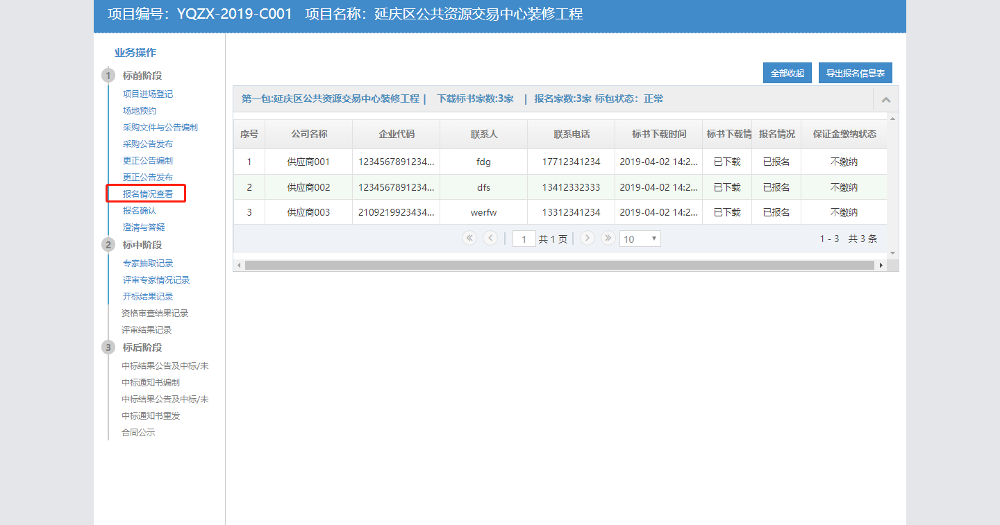 项目编号：YQZX-2019-C001 项目名称：延庆区公共资源交易中心装修工程
业务操作
1 标前阶段
项目进场登记
场地预约
采购文件与公告编制
采购公告发布
更正公告编制
更正公告发布
报名情况查看
报名确认
澄清与答疑
2 标中阶段
专家抽取记录
评审专家情况记录
开标结果记录
资格审查结果记录
评审结果记录
3 标后阶段
中标结果公告及中标/未
中标通知书编制
中标结果公告及中标/未
中标通知书重发
合同公示
全部收起 导出报名信息表
第一包:延庆区公共资源交易中心装修工程 | 下载标书家数:3家 | 报名家数:3家 标包状态：正常
序号 公司名称 企业代码 联系人 联系电话 标书下载时间 标书下载情 报名情况 保证金缴纳状态
1 供应商001 1234567891234... fdg 17712341234 2019-04-02 14:2... 已下载 已报名 不缴纳
2 供应商002 1234567891234... dfs 13412332333 2019-04-02 14:2... 已下载 已报名 不缴纳
3 供应商003 2109219923434... werfw 13312341234 2019-04-02 14:2... 已下载 已报名 不缴纳
1 共 1 页 10 1 - 3 共 3 条